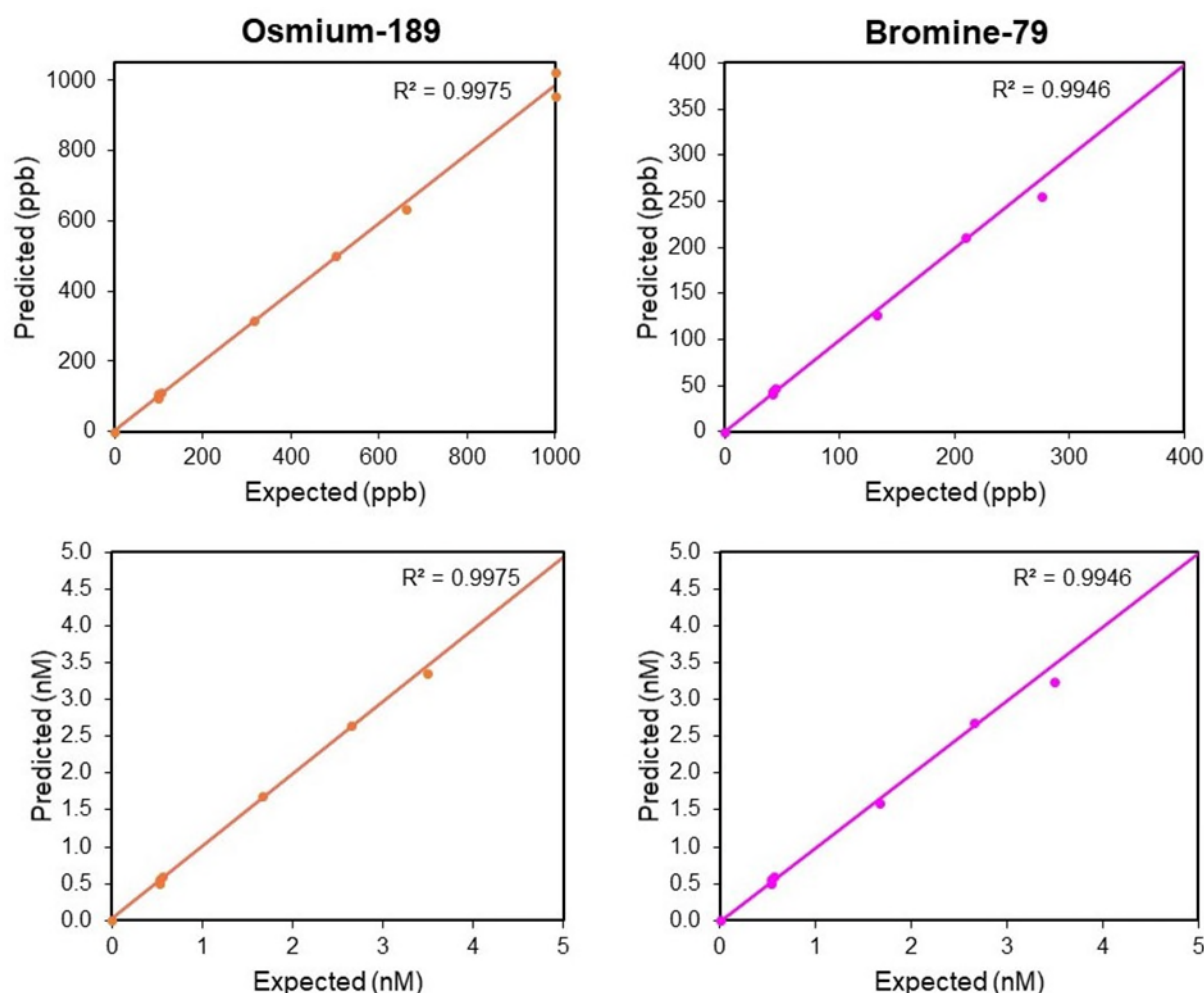 Osmium-189
R² = 0.9975
Predicted (ppb)
1000
800
600
400
200
0
0 200 400 600 800 1000
Expected (ppb)
Bromine-79
R² = 0.9946
Predicted (ppb)
400
350
300
250
200
150
100
50
0
0 100 200 300 400
Expected (ppb)
R² = 0.9975
Predicted (nM)
5.0
4.5
4.0
3.5
3.0
2.5
2.0
1.5
1.0
0.5
0.0
0 1 2 3 4 5
Expected (nM)
R² = 0.9946
Predicted (nM)
5.0
4.5
4.0
3.5
3.0
2.5
2.0
1.5
1.0
0.5
0.0
0 1 2 3 4 5
Expected (nM)